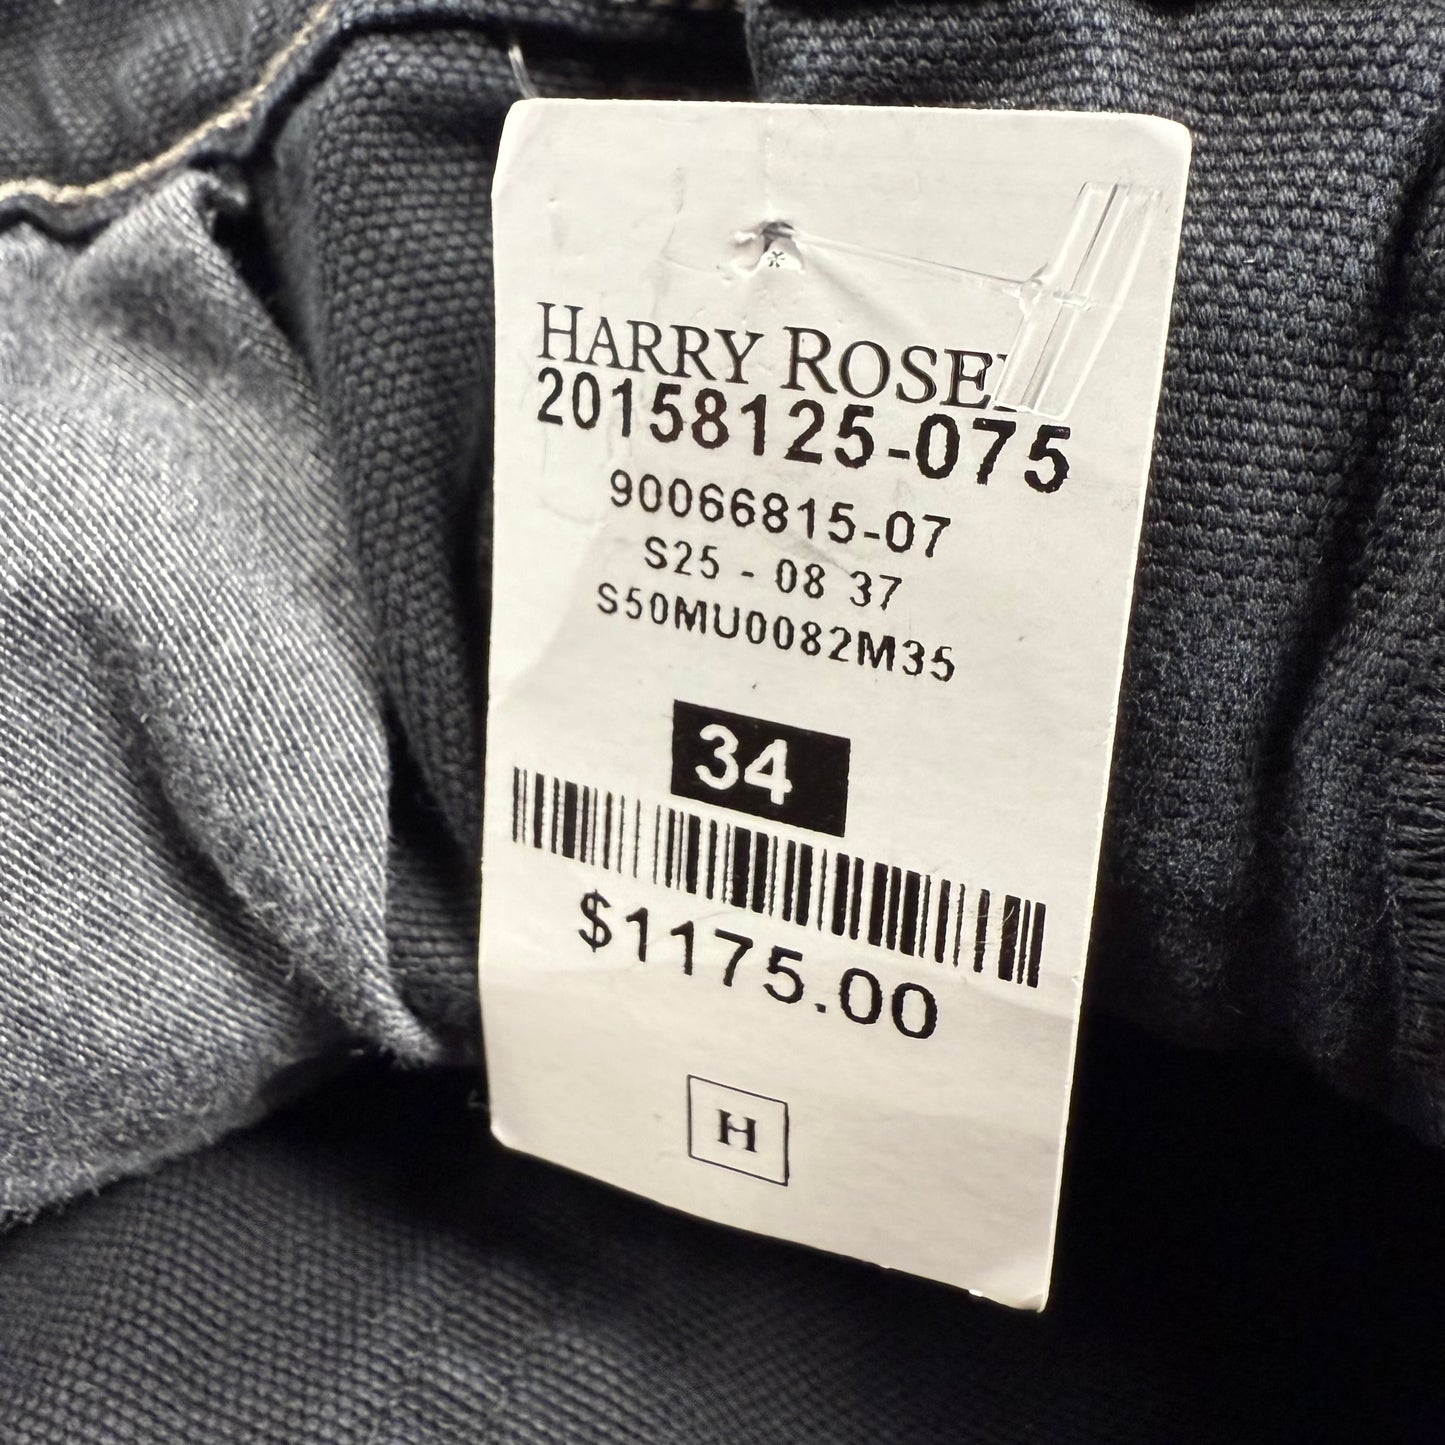 HARRY ROSEN
20158125-075
90066815-07
S25 - 08 37
S50MU0082M35
34
$1175.00
H